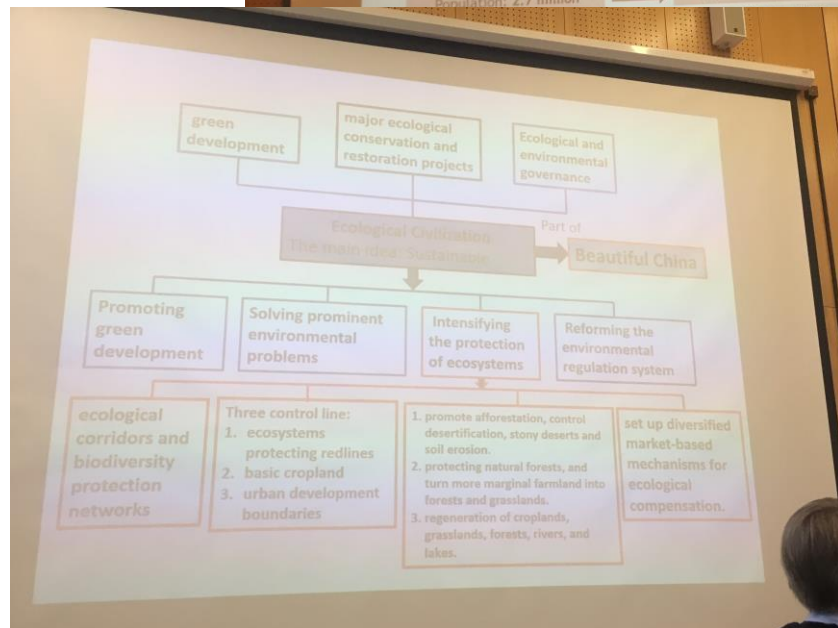 Population: 2.7 million
green
development
major ecological
conservation and
restoration projects
Ecological and
environmental
governance
Ecological Civilisation
The main idea: Sustainable
Part of
Beautiful China
Promoting
green
development
Solving prominent
environmental
problems
Intensifying
the protection
of ecosystems
Reforming the
environmental
regulation system
ecological
corridors and
biodiversity
protection
networks
Three control line:
1. ecosystems
protecting redlines
2. basic cropland
3. urban development
boundaries
1. promote afforestation, control
desertification, stony deserts and
soil erosion.
2. protecting natural forests, and
turn more marginal farmland into
forests and grasslands.
3. regeneration of croplands,
grasslands, forests, rivers, and
lakes.
set up diversified
market-based
mechanisms for
ecological
compensation.